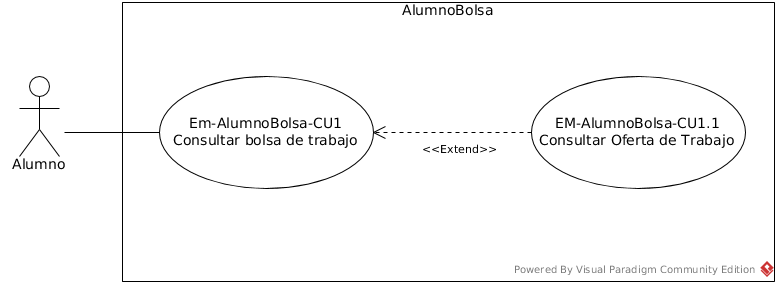 AlumnoBolsa
Em-AlumnoBolsa-CU1
Consultar bolsa de trabajo
EM-AlumnoBolsa-CU1.1
Consultar Oferta de Trabajo
<<Extend>>
Alumno
Powered By Visual Paradigm Community Edition